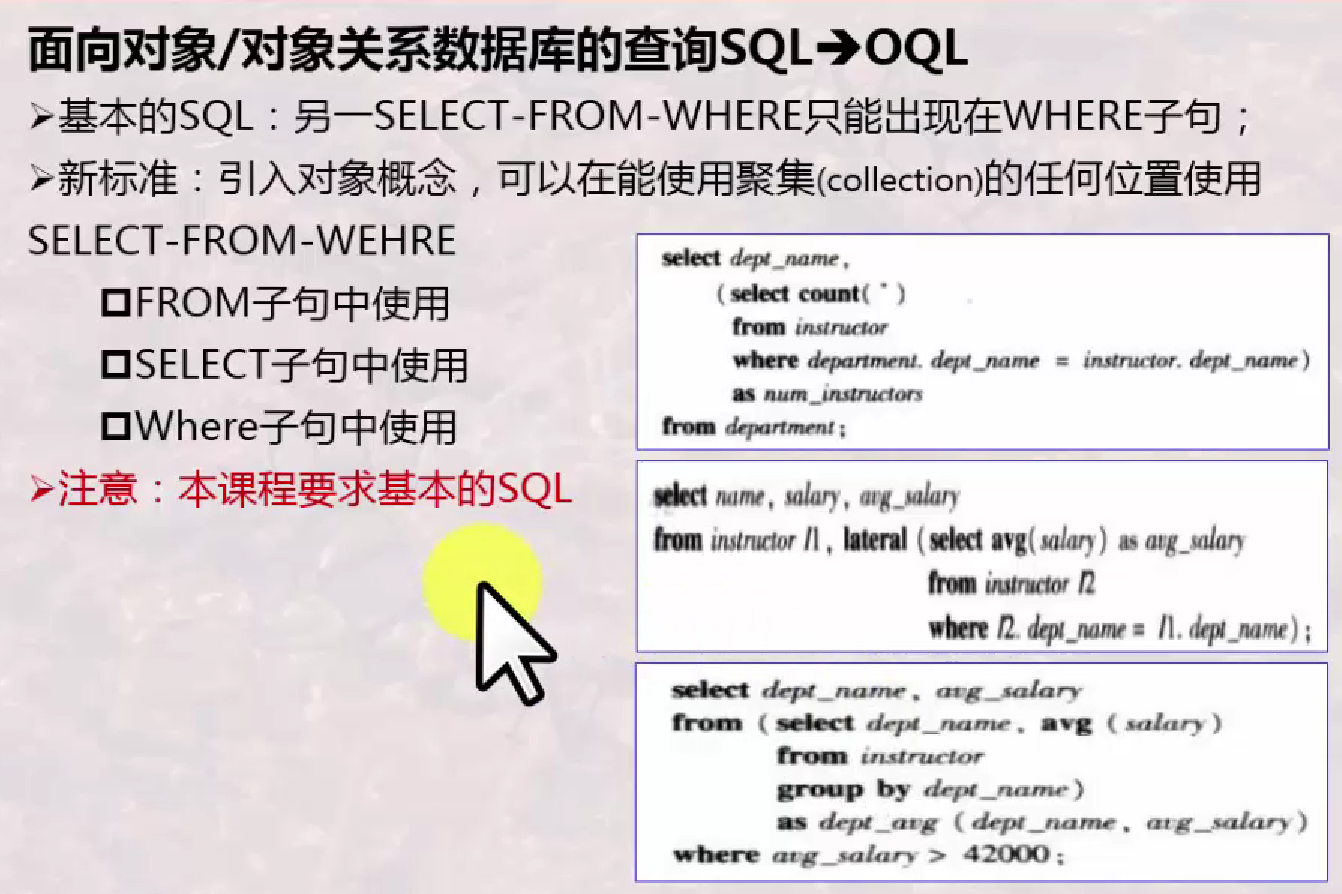 面向对象/对象关系数据库的查询SQL➔OQL
➢基本的SQL：另一SELECT-FROM-WHERE只能出现在WHERE子句；
➢新标准：引入对象概念，可以在能使用聚集(collection)的任何位置使用
SELECT-FROM-WEHRE
❑FROM子句中使用
❑SELECT子句中使用
❑Where子句中使用
➢注意：本课程要求基本的SQL
select dept_name,
(select count(*)
from instructor
where department. dept_name = instructor. dept_name)
as num_instructors
from department;
select name, salary, avg_salary
from instructor I1, lateral (select avg(salary) as avg_salary
from instructor I2
where I2. dept_name = I1. dept_name);
select dept_name, avg_salary
from (select dept_name, avg (salary)
from instructor
group by dept_name)
as dept_avg (dept_name, avg_salary)
where avg_salary > 42000;